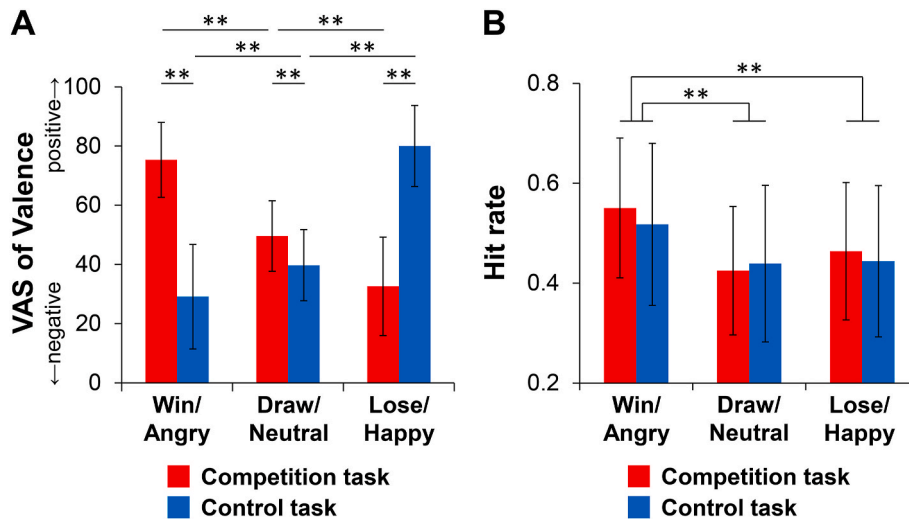 A
**
**
**
**
**
**
**
VAS of Valence
←negative
positive→
100
80
60
40
20
0
Win/
Angry
Draw/
Neutral
Lose/
Happy
Competition task
Control task
B
**
**
Hit rate
0.8
0.6
0.4
0.2
Win/
Angry
Draw/
Neutral
Lose/
Happy
Competition task
Control task